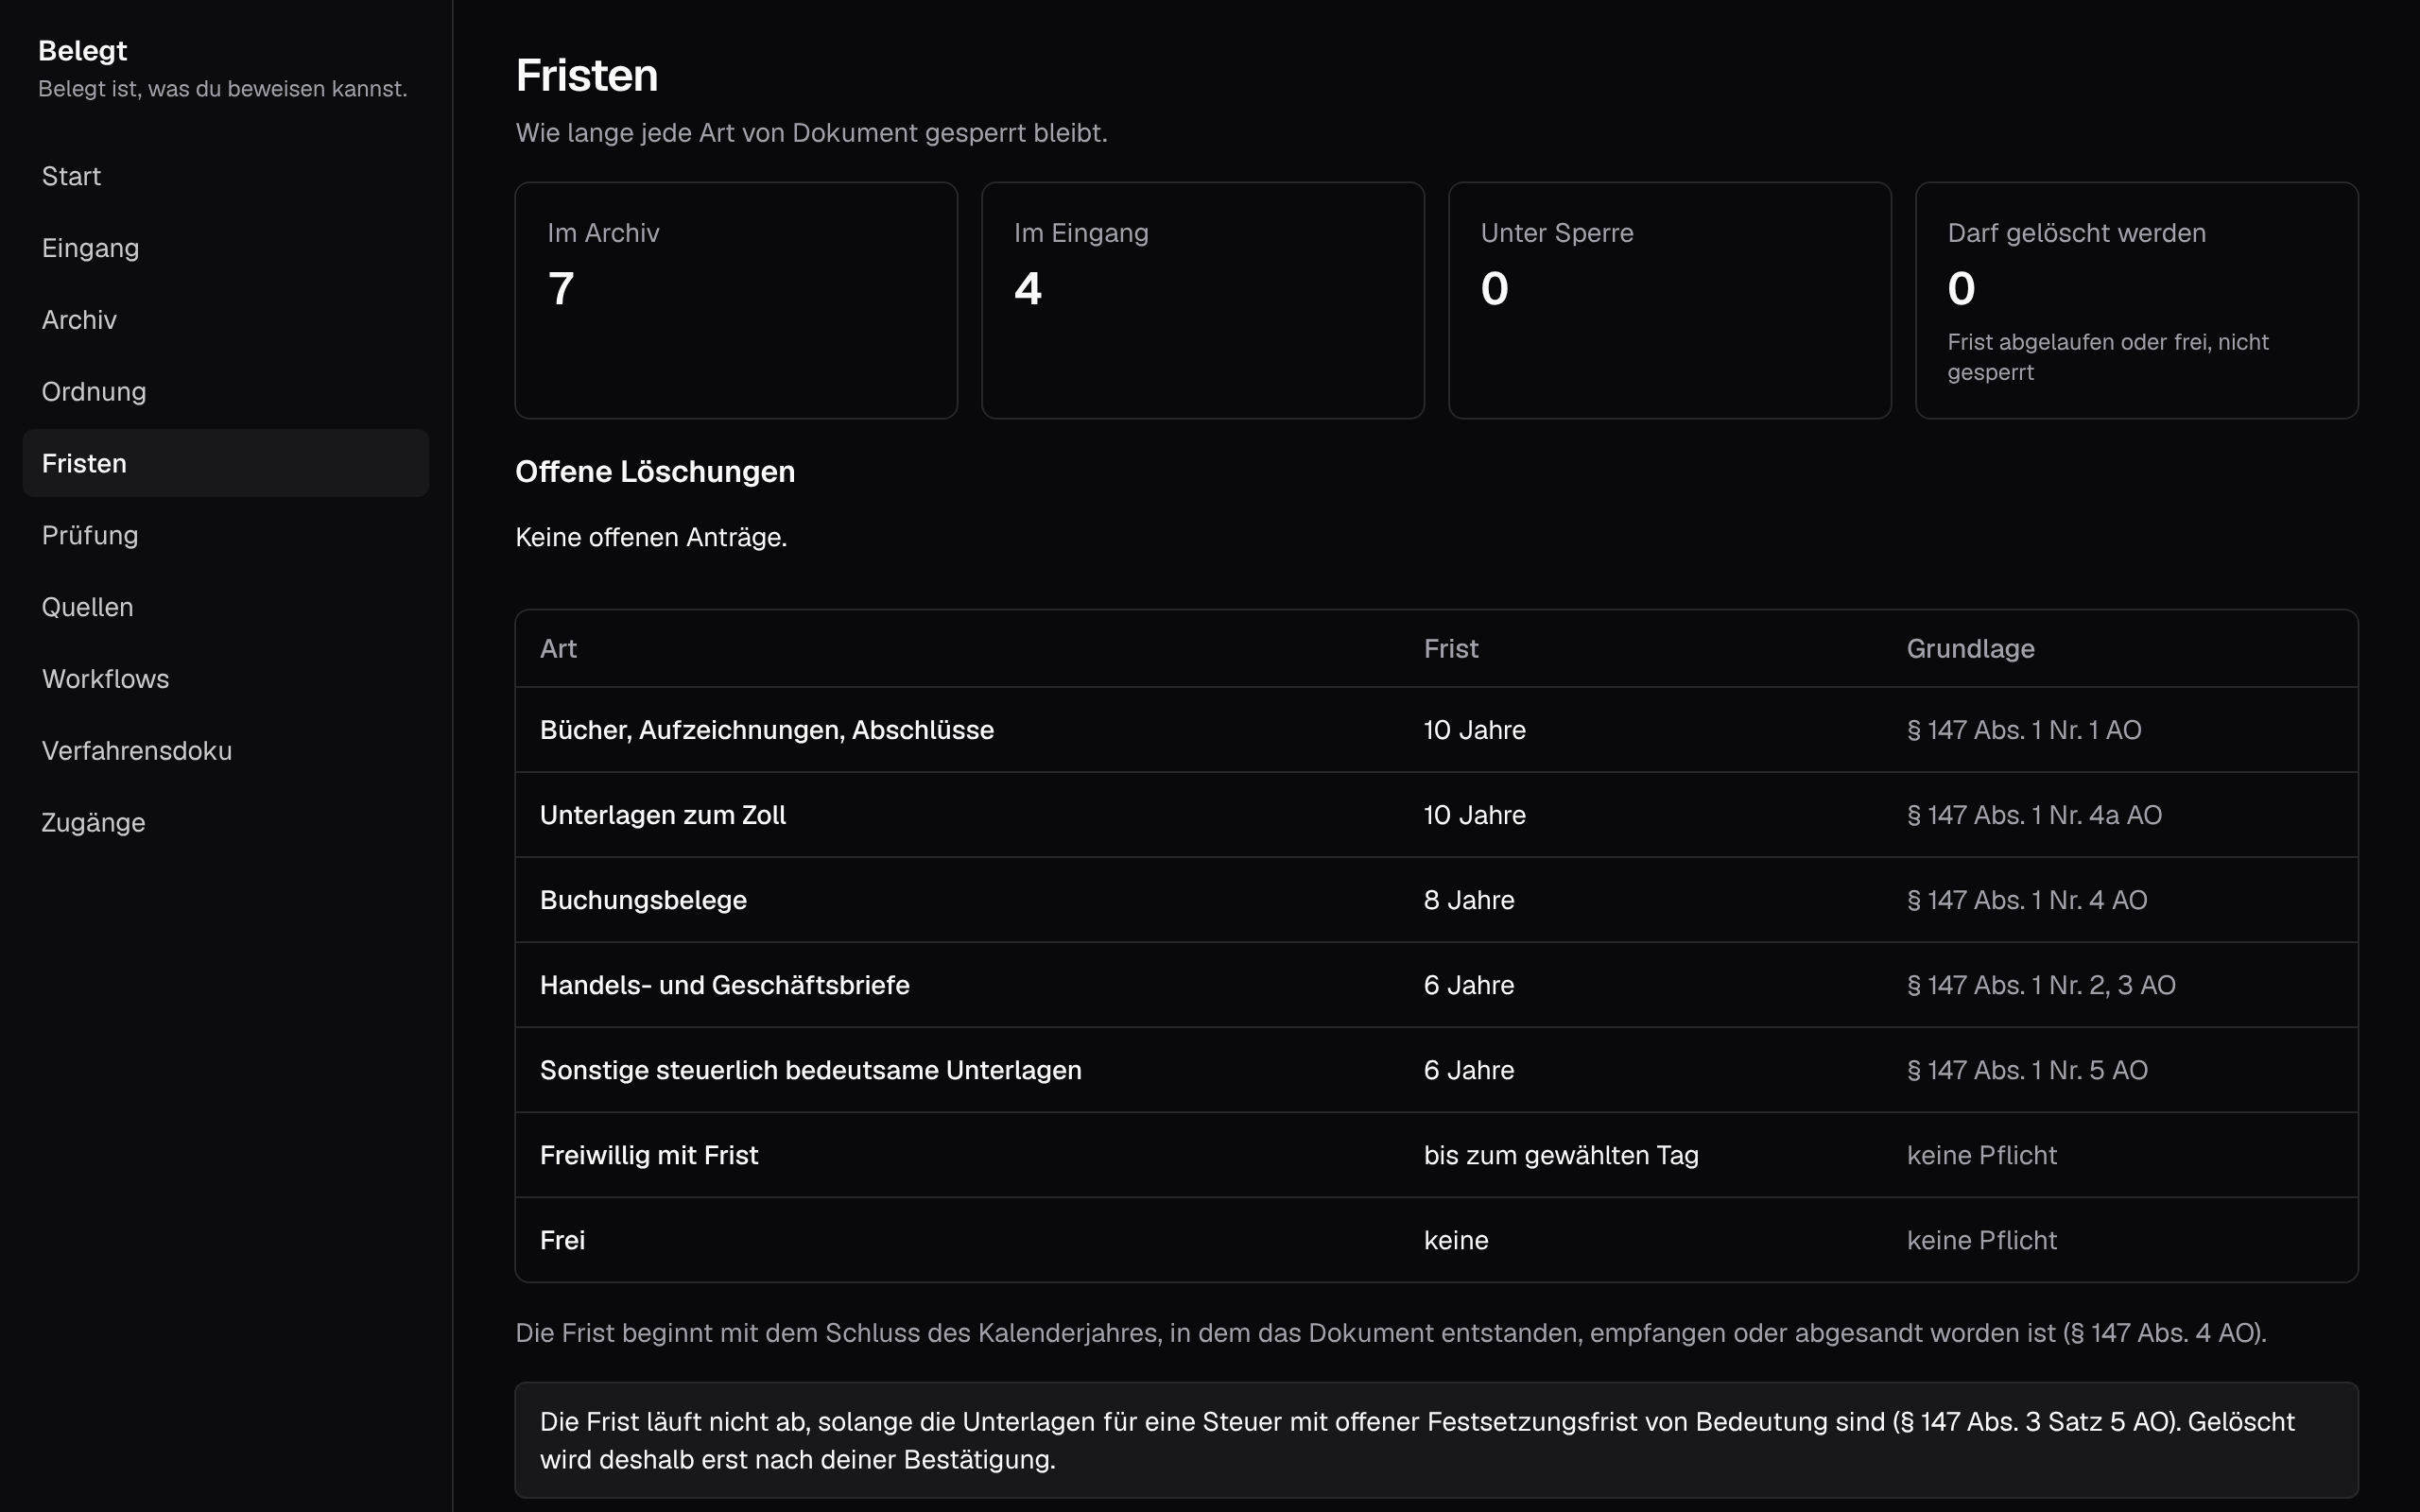 Belegt
Belegt ist, was du beweisen kannst.
Start
Eingang
Archiv
Ordnung
Fristen
Prüfung
Quellen
Workflows
Verfahrensdoku
Zugänge
Fristen
Wie lange jede Art von Dokument gesperrt bleibt.
Im Archiv
7
Im Eingang
4
Unter Sperre
0
Darf gelöscht werden
0
Frist abgelaufen oder frei, nicht
gesperrt
Offene Löschungen
Keine offenen Anträge.
Art Frist Grundlage
Bücher, Aufzeichnungen, Abschlüsse 10 Jahre § 147 Abs. 1 Nr. 1 AO
Unterlagen zum Zoll 10 Jahre § 147 Abs. 1 Nr. 4a AO
Buchungsbelege 8 Jahre § 147 Abs. 1 Nr. 4 AO
Handels- und Geschäftsbriefe 6 Jahre § 147 Abs. 1 Nr. 2, 3 AO
Sonstige steuerlich bedeutsame Unterlagen 6 Jahre § 147 Abs. 1 Nr. 5 AO
Freiwillig mit Frist bis zum gewählten Tag keine Pflicht
Frei keine keine Pflicht
Die Frist beginnt mit dem Schluss des Kalenderjahres, in dem das Dokument entstanden, empfangen oder abgesandt worden ist (§ 147 Abs. 4 AO).
Die Frist läuft nicht ab, solange die Unterlagen für eine Steuer mit offener Festsetzungsfrist von Bedeutung sind (§ 147 Abs. 3 Satz 5 AO). Gelöscht
wird deshalb erst nach deiner Bestätigung.